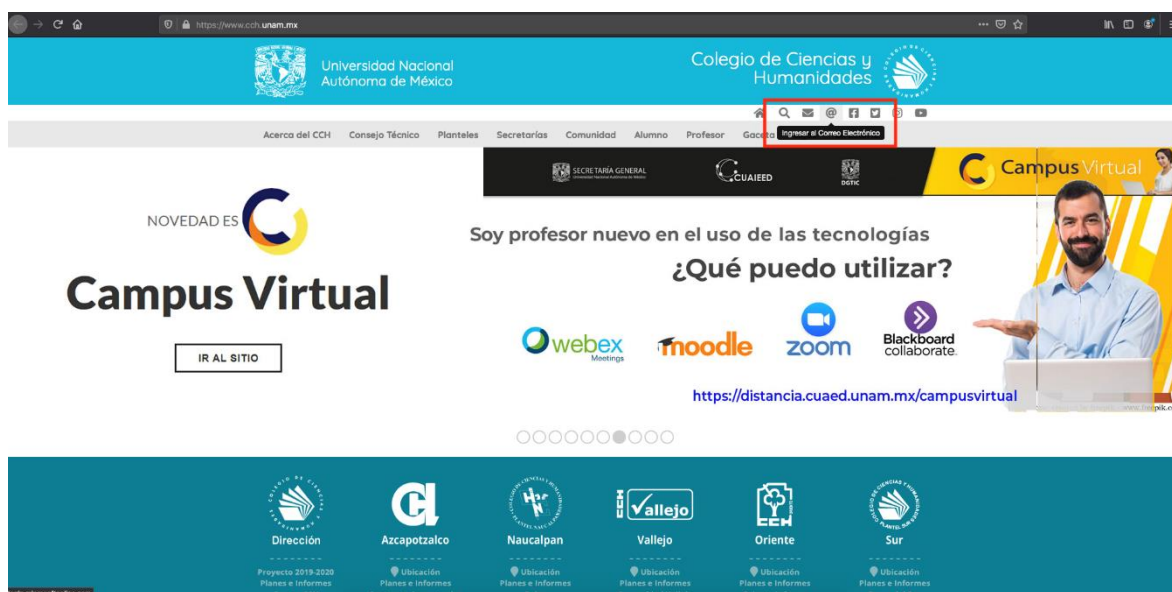 https://www.cch.unam.mx
Universidad Nacional
Autónoma de México
Colegio de Ciencias y
Humanidades
Acerca del CCH Consejo Técnico Planteles Secretarías Comunidad Alumno Profesor
Ingresar al Correo Electrónico
SECRETARÍA GENERAL
CUAIEED
DGTIC
Campus Virtual
NOVEDAD ES
Campus Virtual
IR AL SITIO
Soy profesor nuevo en el uso de las tecnologías
¿Qué puedo utilizar?
webex
Meetings
moodle
zoom
Blackboard
collaborate
https://distancia.cuaed.unam.mx/campusvirtual
CCH Vallejo
CCH
Dirección Azcapotzalco Naucalpan Vallejo Oriente Sur
Proyecto 2019-2020 Ubicación Ubicación Ubicación Ubicación Ubicación
Planes e Informes Planes e Informes Planes e Informes Planes e Informes Planes e Informes Planes e Informes